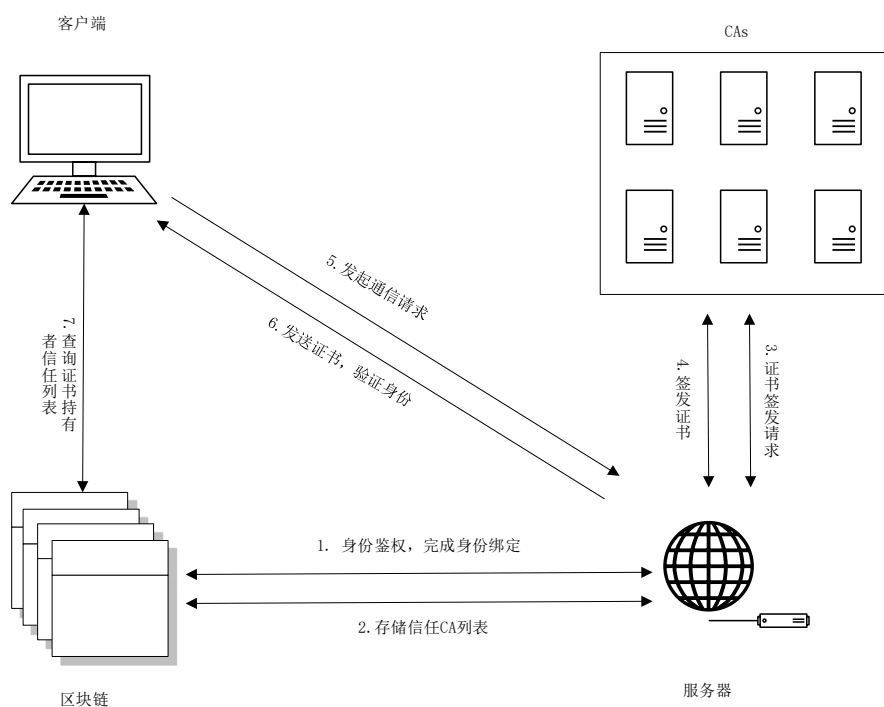 客户端
CAs
5.发起通信请求
6.发送证书，验证身份
7.查询证书持有
者信任列表
4.签发证书
3.证书签发请求
1. 身份鉴权，完成身份绑定
2.存储信任CA列表
区块链
服务器